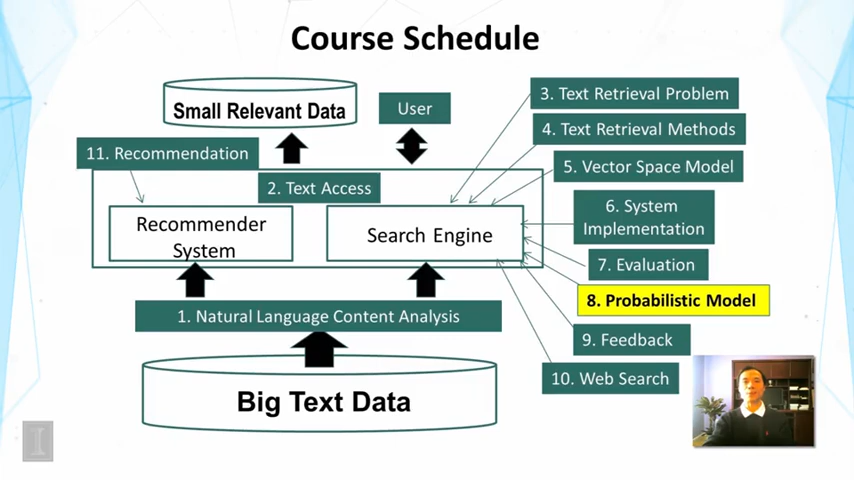 Course Schedule
Small Relevant Data
User
3. Text Retrieval Problem
4. Text Retrieval Methods
11. Recommendation
5. Vector Space Model
2. Text Access
Recommender
System
Search Engine
6. System
Implementation
7. Evaluation
8. Probabilistic Model
1. Natural Language Content Analysis
9. Feedback
10. Web Search
Big Text Data
I